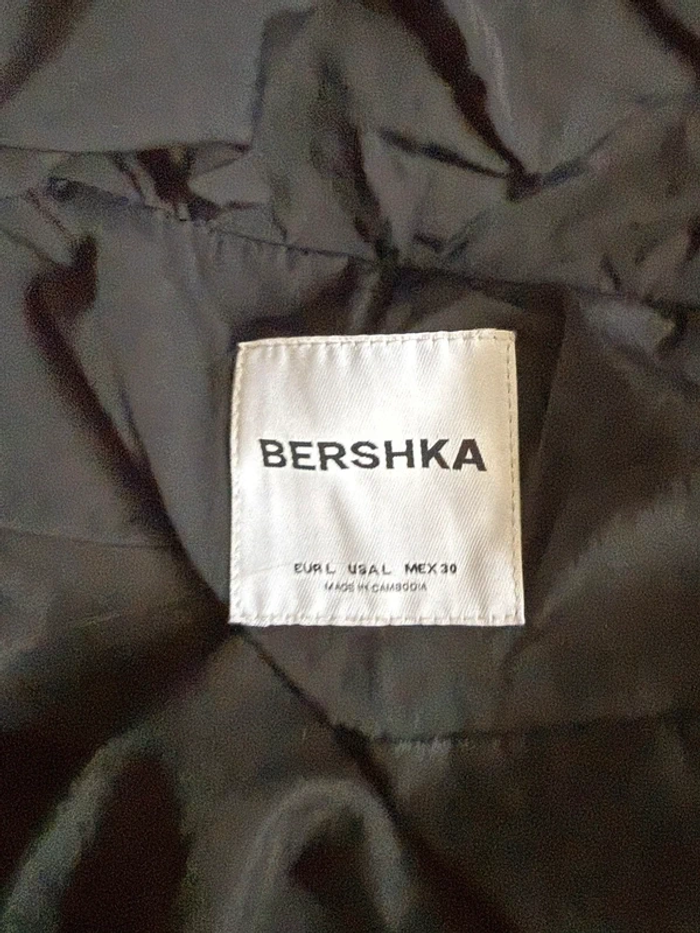 BERSHKA
EUR L USA L MEX 30
MADE IN CAMBODIA